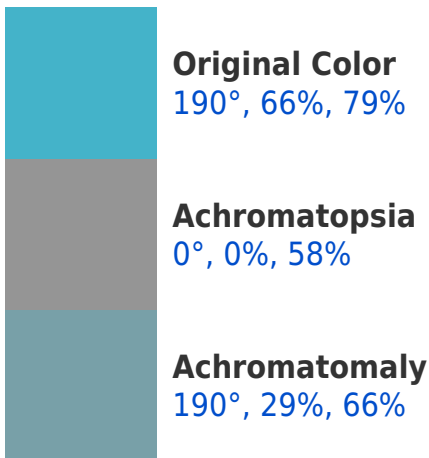 Original Color
190°, 66%, 79%
Achromatopsia
0°, 0%, 58%
Achromatomaly
190°, 29%, 66%